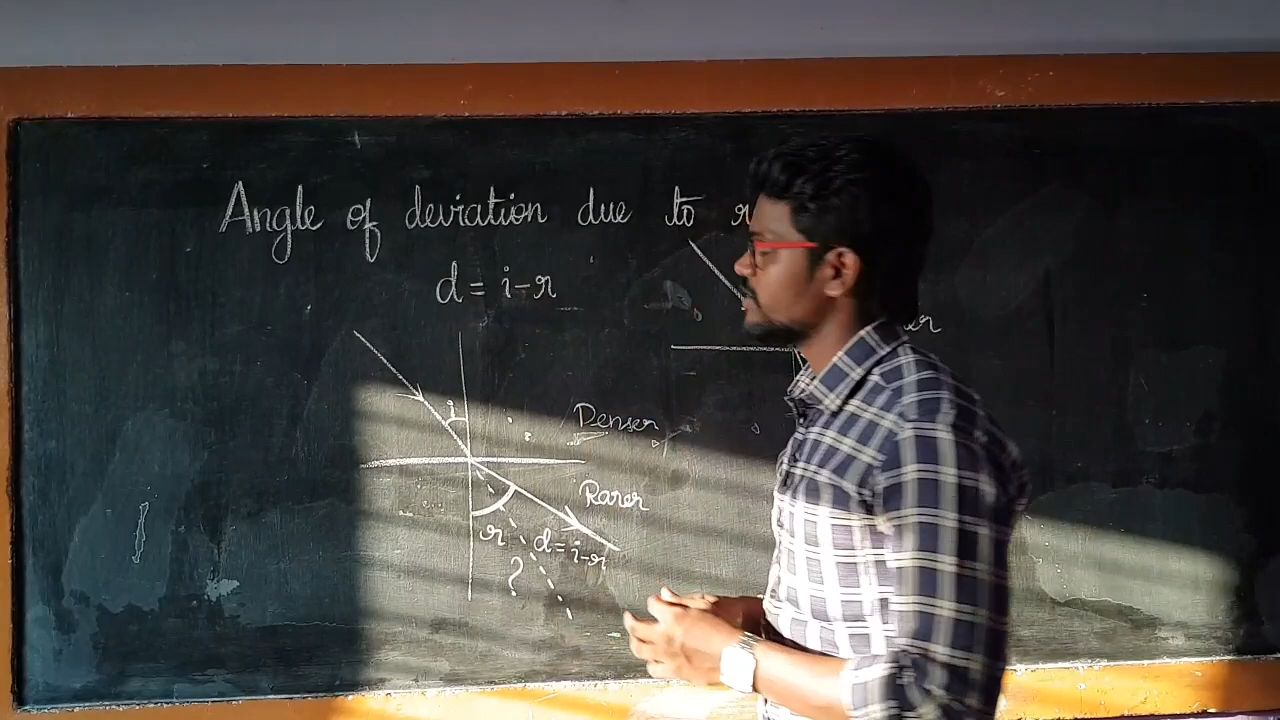 Angle of deviation due to
d = i-r
i
Denser
Rarer
r
d = i-r
?